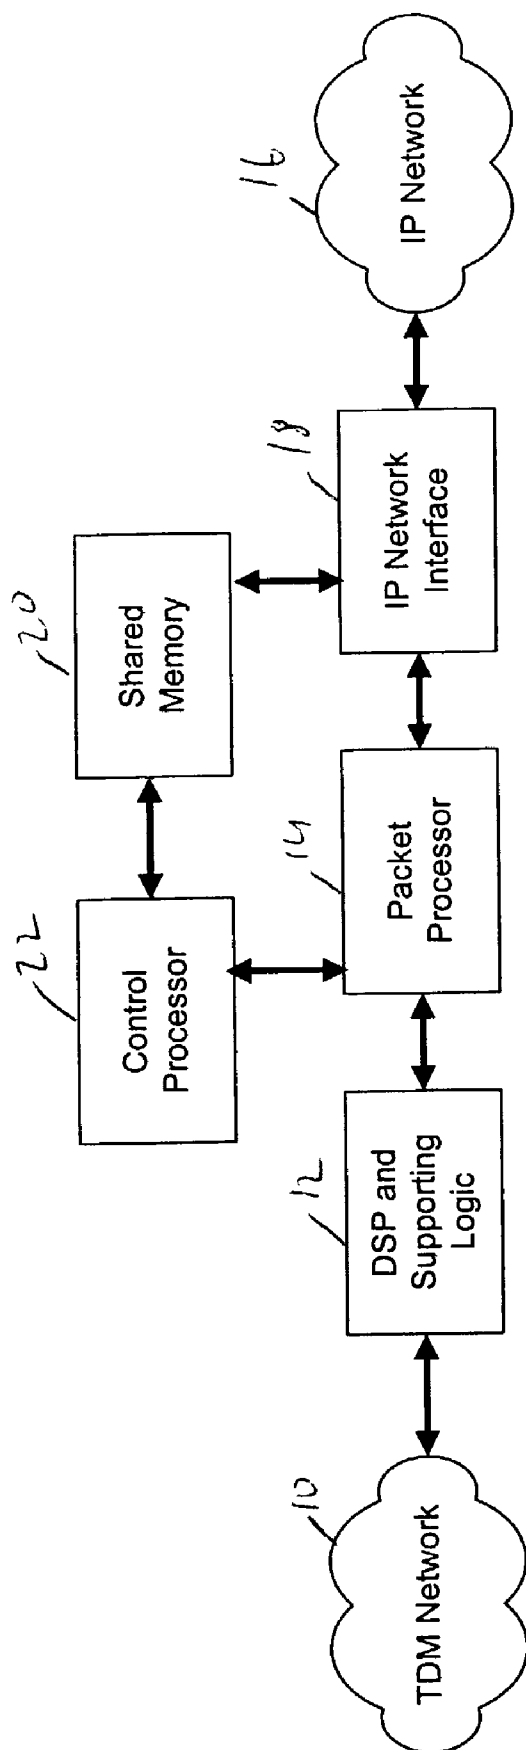 22
Control
Processor
20
Shared
Memory
10
TDM Network
12
DSP and
Supporting
Logic
14
Packet
Processor
18
IP Network
Interface
16
IP Network